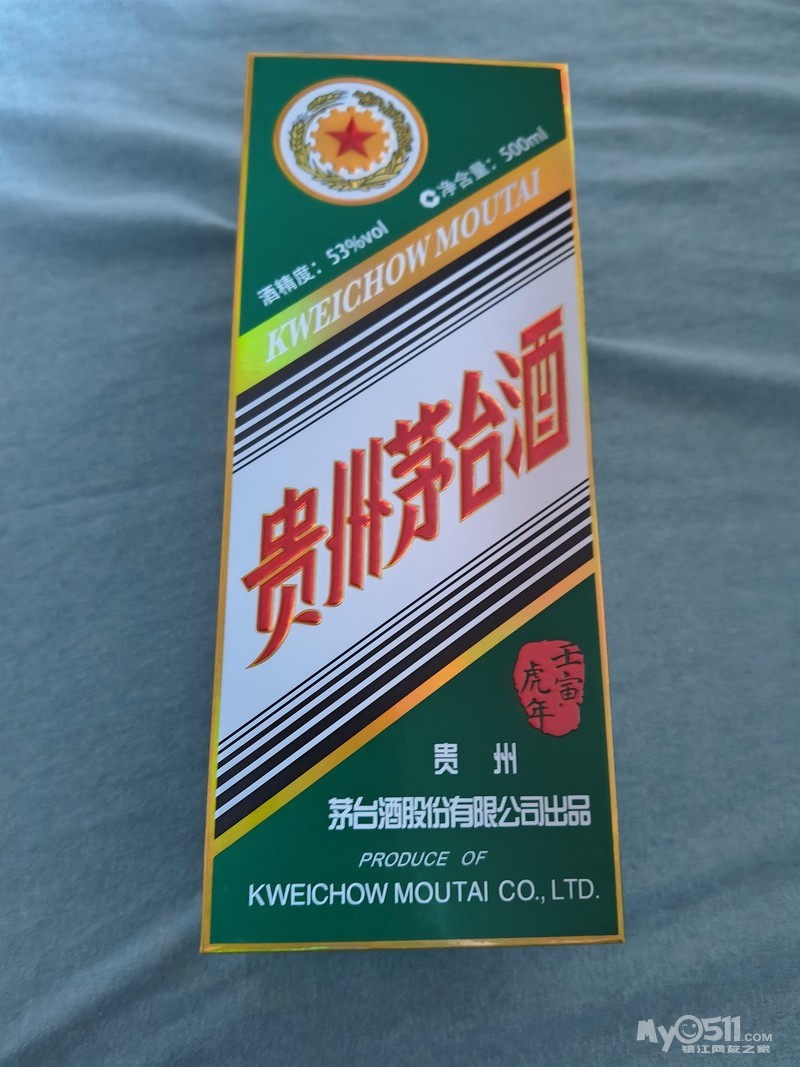 酒精度：53%vol
C净含量：500ml
KWEICHOW MOUTAI
贵州茅台酒
壬寅
虎年
贵 州
茅台酒股份有限公司出品
PRODUCE OF
KWEICHOW MOUTAI CO., LTD.
My0511.COM
镇江网友之家